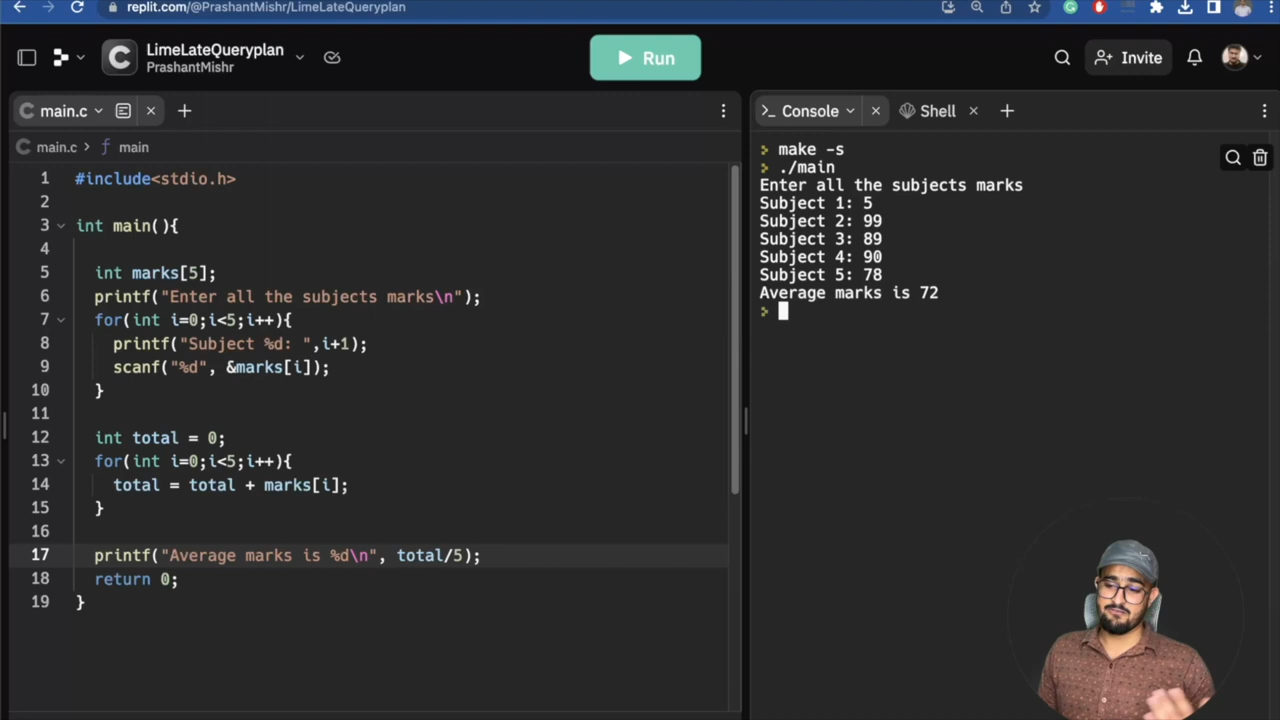 replit.com/@PrashantMishr/LimeLateQueryplan
LimeLateQueryplan
PrashantMishr
Run
Invite
main.c
Console
Shell
main.c > f main
1 #include<stdio.h>
2
3 int main(){
4
5 int marks[5];
6 printf("Enter all the subjects marks\n");
7 for(int i=0;i<5;i++){
8 printf("Subject %d: ",i+1);
9 scanf("%d", &marks[i]);
10 }
11
12 int total = 0;
13 for(int i=0;i<5;i++){
14 total = total + marks[i];
15 }
16
17 printf("Average marks is %d\n", total/5);
18 return 0;
19 }
> make -s
> ./main
Enter all the subjects marks
Subject 1: 5
Subject 2: 99
Subject 3: 89
Subject 4: 90
Subject 5: 78
Average marks is 72
>